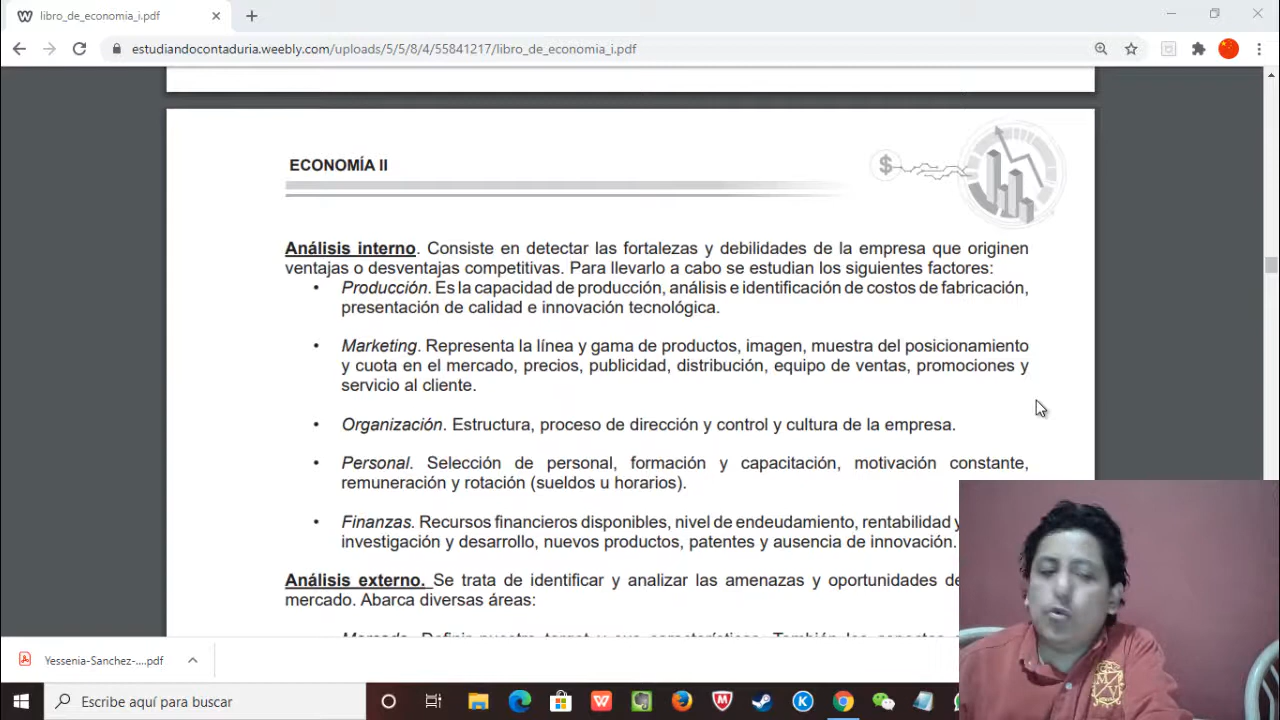 libro_de_economia_i.pdf
estudiandocontaduria.weebly.com/uploads/5/5/8/4/55841217/libro_de_economia_i.pdf
ECONOMÍA II
$
Análisis interno. Consiste en detectar las fortalezas y debilidades de la empresa que originen
ventajas o desventajas competitivas. Para llevarlo a cabo se estudian los siguientes factores:
• Producción. Es la capacidad de producción, análisis e identificación de costos de fabricación,
presentación de calidad e innovación tecnológica.
• Marketing. Representa la línea y gama de productos, imagen, muestra del posicionamiento
y cuota en el mercado, precios, publicidad, distribución, equipo de ventas, promociones y
servicio al cliente.
• Organización. Estructura, proceso de dirección y control y cultura de la empresa.
• Personal. Selección de personal, formación y capacitación, motivación constante,
remuneración y rotación (sueldos u horarios).
• Finanzas. Recursos financieros disponibles, nivel de endeudamiento, rentabilidad y
investigación y desarrollo, nuevos productos, patentes y ausencia de innovación.
Análisis externo. Se trata de identificar y analizar las amenazas y oportunidades
mercado. Abarca diversas áreas:
Yessenia-Sanchez-....pdf
Escribe aquí para buscar